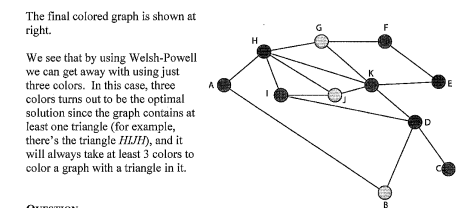 The final colored graph is shown at
right.
We see that by using Welsh-Powell
we can get away with using just
three colors. In this case, three
colors turns out to be the optimal
solution since the graph contains at
least one triangle (for example,
there's the triangle HIJH), and it
will always take at least 3 colors to
color a graph with a triangle in it.
G
F
H
K
A
E
I
J
D
C
B
QUESTION